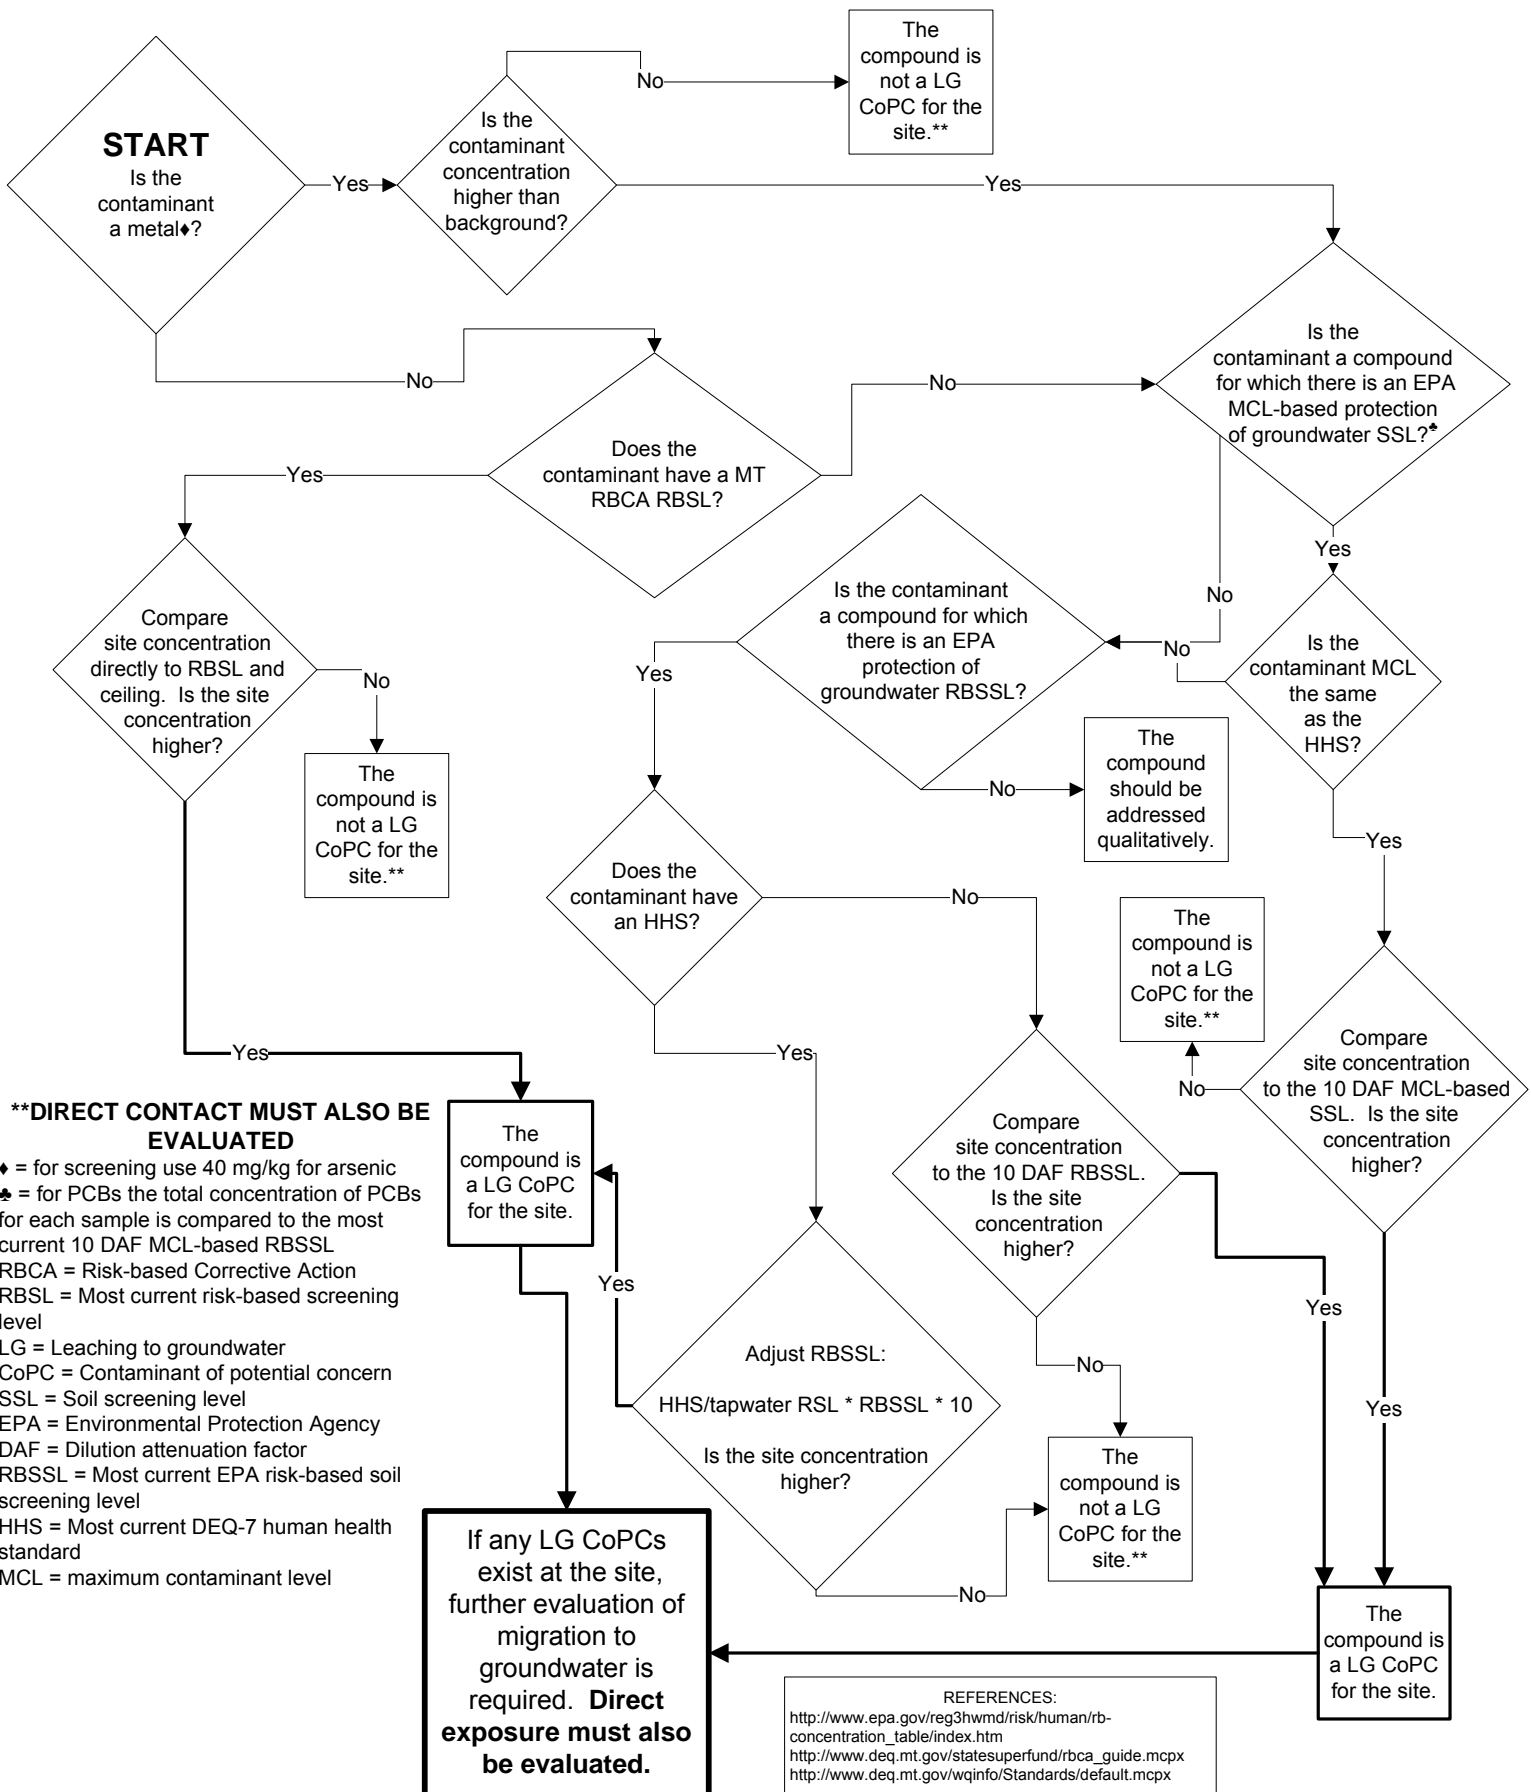 START
Is the
contaminant
a metal♦?
Yes
Is the
contaminant
concentration
higher than
background?
No
The
compound is
not a LG
CoPC for the
site.**
Yes
No
Does the
contaminant have a MT
RBCA RBSL?
No
Is the
contaminant a compound
for which there is an EPA
MCL-based protection
of groundwater SSL?♣
Yes
Compare
site concentration
directly to RBSL and
ceiling. Is the site
concentration
higher?
No
The
compound is
not a LG
CoPC for the
site.**
Yes
No
Is the contaminant
a compound for which
there is an EPA
protection of
groundwater RBSSL?
Yes
Is the
contaminant MCL
the same
as the
HHS?
No
Yes
No
The
compound
should be
addressed
qualitatively.
Yes
Does the
contaminant have
an HHS?
No
The
compound is
not a LG
CoPC for the
site.**
No
Compare
site concentration
to the 10 DAF MCL-based
SSL. Is the site
concentration
higher?
Yes
Compare
site concentration
to the 10 DAF RBSSL.
Is the site
concentration
higher?
Yes
Yes
No
The
compound is
a LG CoPC
for the site.
Yes
Adjust RBSSL:
HHS/tapwater RSL * RBSSL * 10
Is the site concentration
higher?
No
The
compound is
not a LG
CoPC for the
site.**
The
compound is
a LG CoPC
for the site.
**DIRECT CONTACT MUST ALSO BE
EVALUATED
♦ = for screening use 40 mg/kg for arsenic
♣ = for PCBs the total concentration of PCBs
for each sample is compared to the most
current 10 DAF MCL-based RBSSL
RBCA = Risk-based Corrective Action
RBSL = Most current risk-based screening
level
LG = Leaching to groundwater
CoPC = Contaminant of potential concern
SSL = Soil screening level
EPA = Environmental Protection Agency
DAF = Dilution attenuation factor
RBSSL = Most current EPA risk-based soil
screening level
HHS = Most current DEQ-7 human health
standard
MCL = maximum contaminant level
If any LG CoPCs
exist at the site,
further evaluation of
migration to
groundwater is
required. Direct
exposure must also
be evaluated.
REFERENCES:
http://www.epa.gov/reg3hwmd/risk/human/rb-
concentration_table/index.htm
http://www.deq.mt.gov/statesuperfund/rbca_guide.mcpx
http://www.deq.mt.gov/wqinfo/Standards/default.mcpx